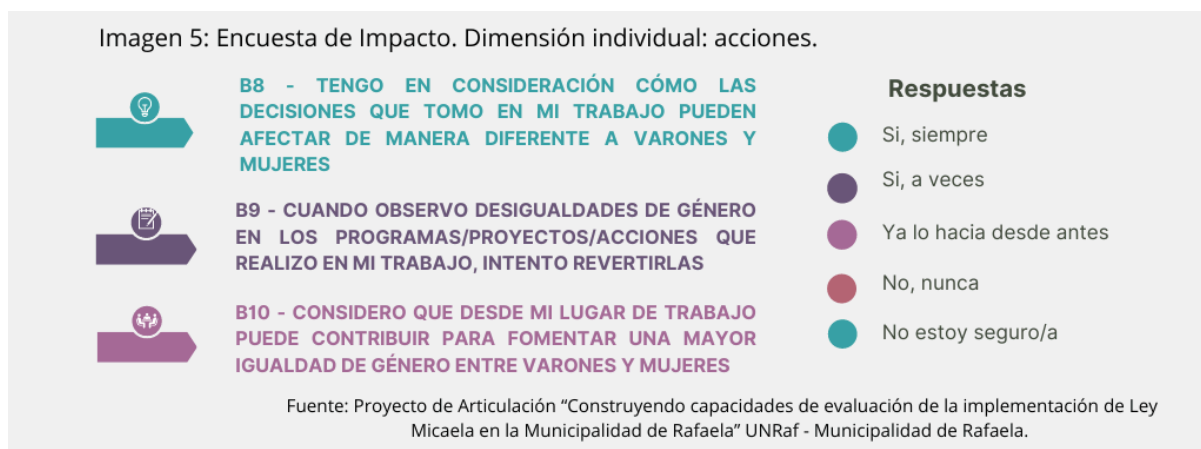 Imagen 5: Encuesta de Impacto. Dimensión individual: acciones.
B8 - TENGO EN CONSIDERACIÓN CÓMO LAS
DECISIONES QUE TOMO EN MI TRABAJO PUEDEN
AFECTAR DE MANERA DIFERENTE A VARONES Y
MUJERES
B9 - CUANDO OBSERVO DESIGUALDADES DE GÉNERO
EN LOS PROGRAMAS/PROYECTOS/ACCIONES QUE
REALIZO EN MI TRABAJO, INTENTO REVERTIRLAS
B10 - CONSIDERO QUE DESDE MI LUGAR DE TRABAJO
PUEDE CONTRIBUIR PARA FOMENTAR UNA MAYOR
IGUALDAD DE GÉNERO ENTRE VARONES Y MUJERES
Respuestas
Si, siempre
Si, a veces
Ya lo hacia desde antes
No, nunca
No estoy seguro/a
Fuente: Proyecto de Articulación “Construyendo capacidades de evaluación de la implementación de Ley
Micaela en la Municipalidad de Rafaela” UNRaf - Municipalidad de Rafaela.